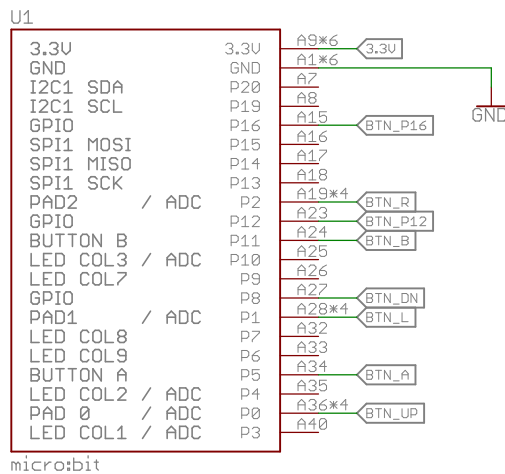 U1
3.3V 3.3V A9*6 3.3V
GND GND A1*6
I2C1 SDA P20 A7
I2C1 SCL P19 A8
GND
GPIO P16 A15 BTN_P16
SPI1 MOSI P15 A16
SPI1 MISO P14 A17
SPI1 SCK P13 A18
PAD2 / ADC P2 A19*4 BTN_R
GPIO P12 A23 BTN_P12
BUTTON B P11 A24 BTN_B
LED COL3 / ADC P10 A25
LED COL7 P9 A26
GPIO P8 A27 BTN_DN
PAD1 / ADC P1 A28*4 BTN_L
LED COL8 P7 A32
LED COL9 P6 A33
BUTTON A P5 A34 BTN_A
LED COL2 / ADC P4 A35
PAD 0 / ADC P0 A36*4 BTN_UP
LED COL1 / ADC P3 A40
micro:bit